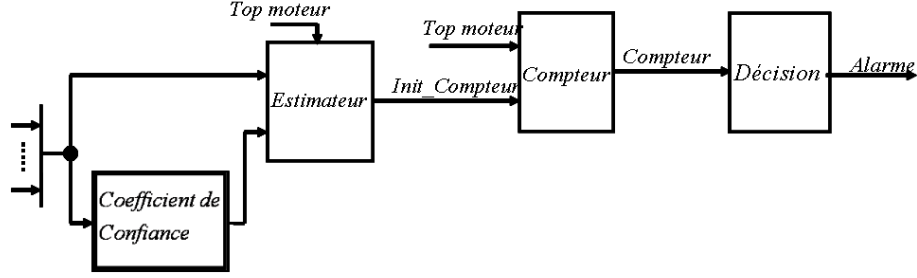 Top moteur
Top moteur
Estimateur
Init_Compteur
Compteur
Compteur
Décision
Alarme
Coefficient de
Confiance